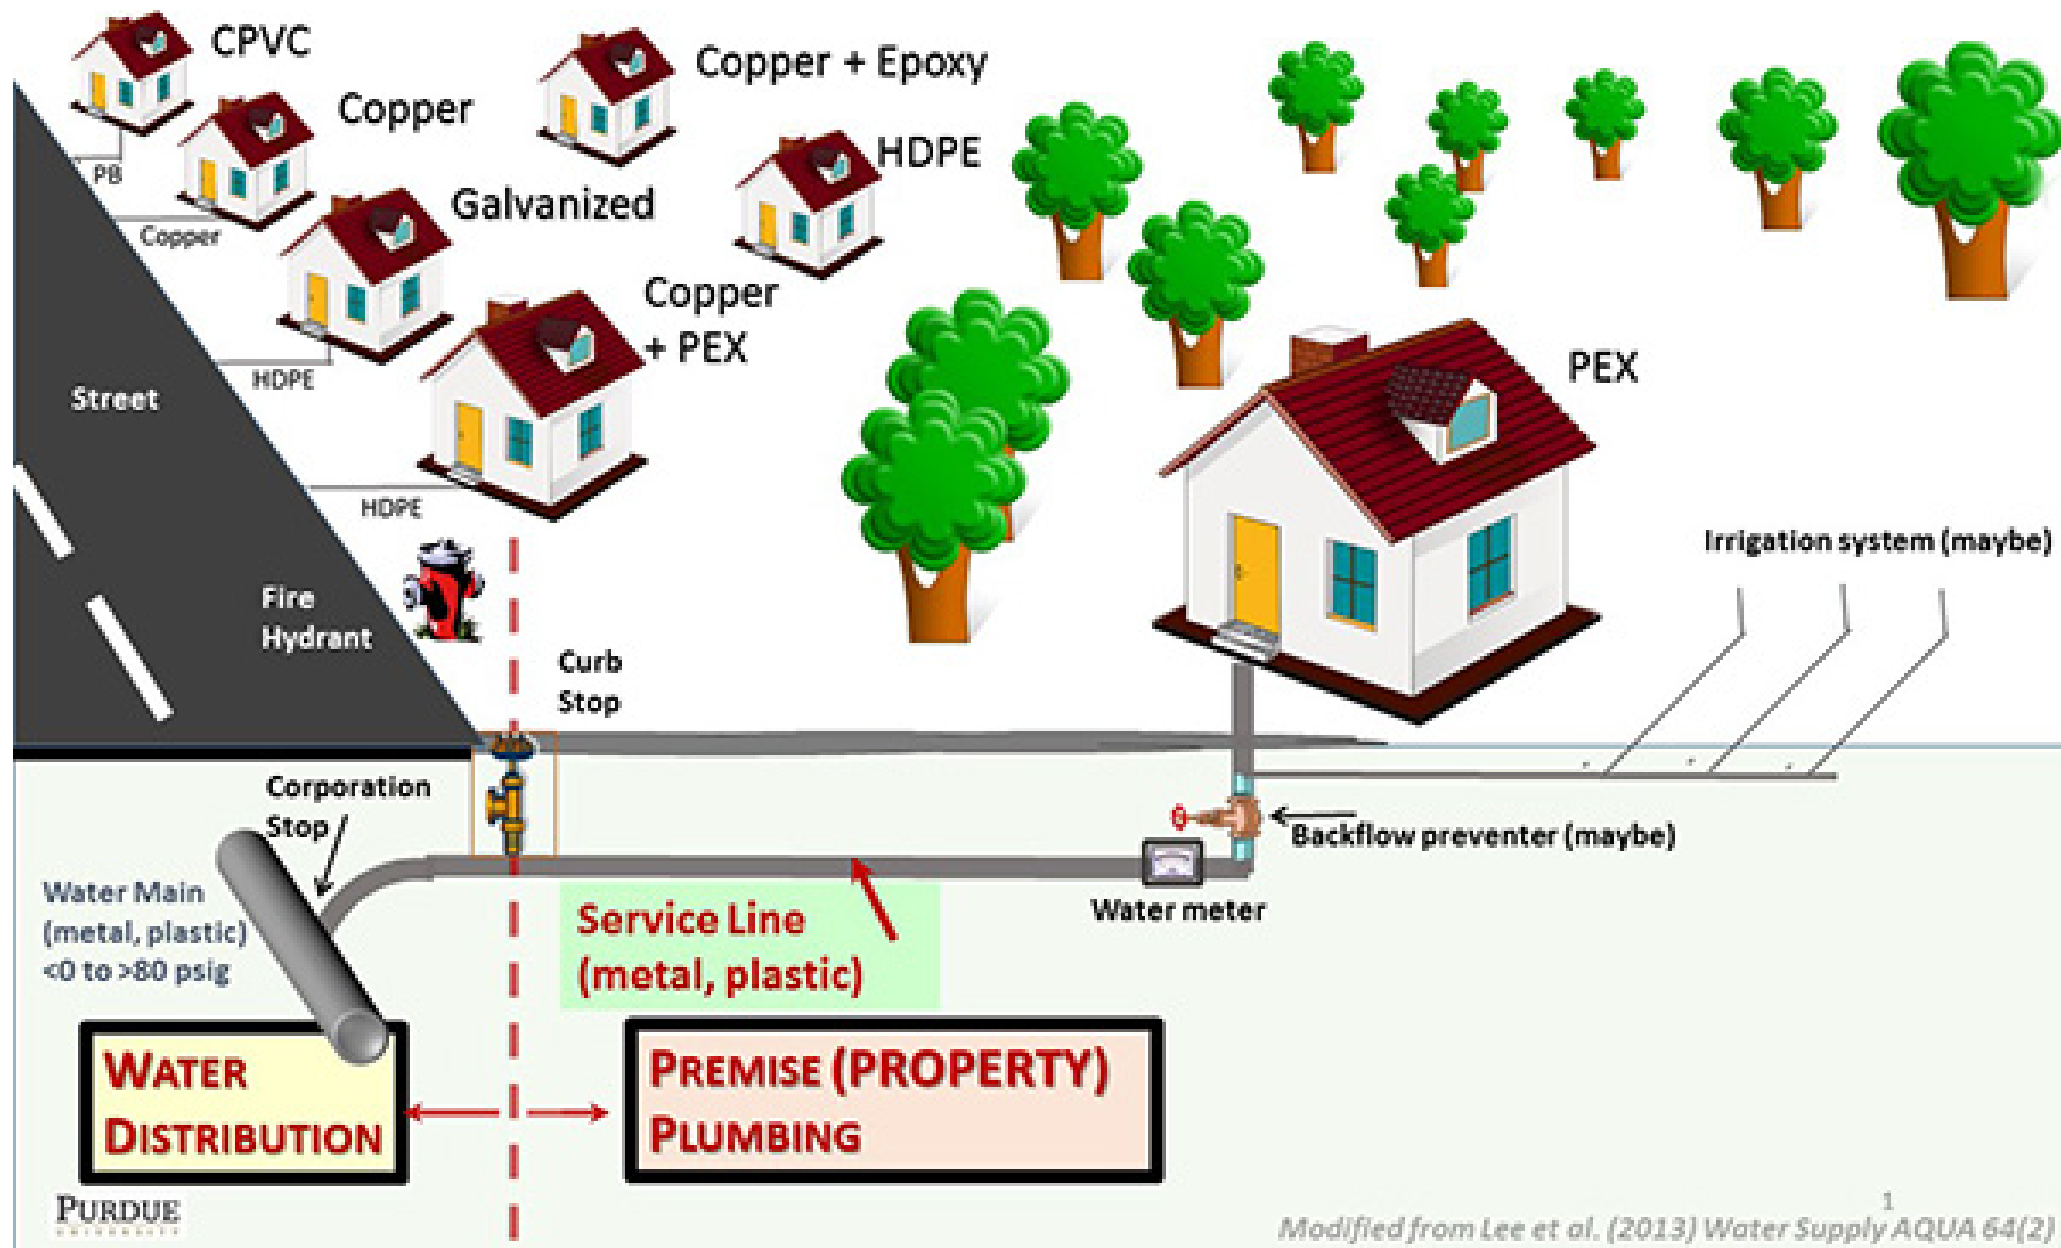 CPVC
Copper + Epoxy
Copper
HDPE
PB
Galvanized
Copper
Copper
+ PEX
PEX
HDPE
Street
HDPE
Irrigation system (maybe)
Fire
Hydrant
Curb
Stop
Corporation
Stop
Backflow preventer (maybe)
Water Main
(metal, plastic)
<0 to >80 psig
Water meter
Service Line
(metal, plastic)
WATER
DISTRIBUTION
PREMISE (PROPERTY)
PLUMBING
PURDUE
UNIVERSITY
1
Modified from Lee et al. (2013) Water Supply AQUA 64(2)